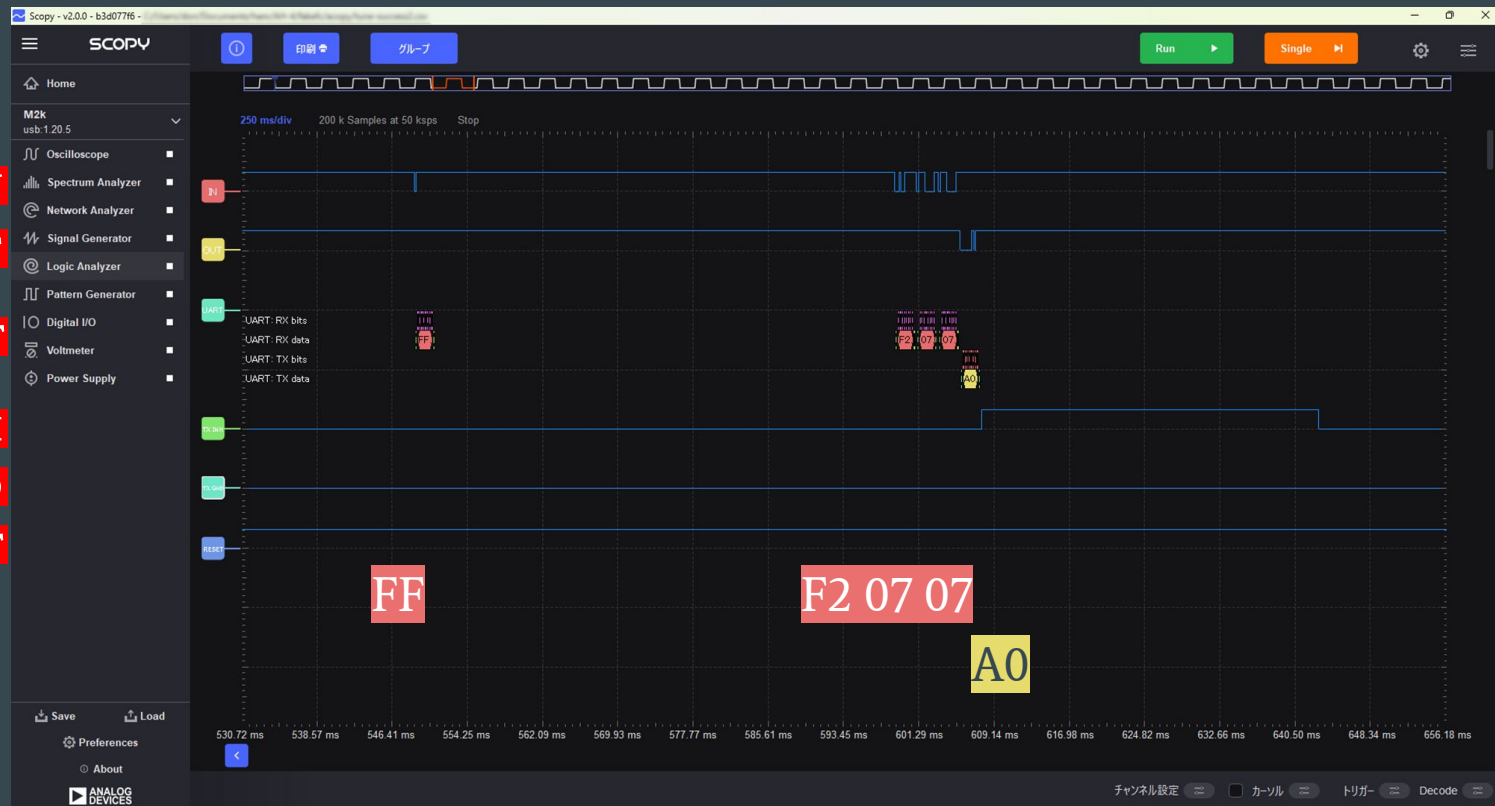 Scopy - v2.0.0 - b3d077f6 -
SCOPY
印刷
グループ
Run
Single
Home
M2k
usb:1.20.5
Oscilloscope
Spectrum Analyzer
Network Analyzer
Signal Generator
Logic Analyzer
Pattern Generator
Digital I/O
Voltmeter
Power Supply
250 ms/div 200 k Samples at 50 ksps Stop
IN
OUT
UART
UART: RX bits
UART: RX data
FF F2 07 07
UART: TX bits
UART: TX data
A0
TX INH
TX GND
RESET
FF
F2 07 07
A0
530.72 ms 538.57 ms 546.41 ms 554.25 ms 562.09 ms 569.93 ms 577.77 ms 585.61 ms 593.45 ms 601.29 ms 609.14 ms 616.98 ms 624.82 ms 632.66 ms 640.50 ms 648.34 ms 656.18 ms
Save Load
Preferences
About
ANALOG
DEVICES
チャンネル設定 カーソル トリガー Decode